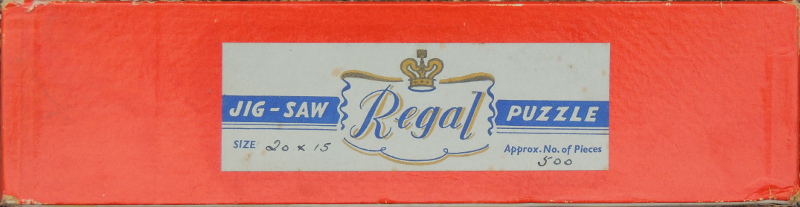 JIG-SAW Regal PUZZLE
SIZE 20 x 15 Approx. No. of Pieces
500